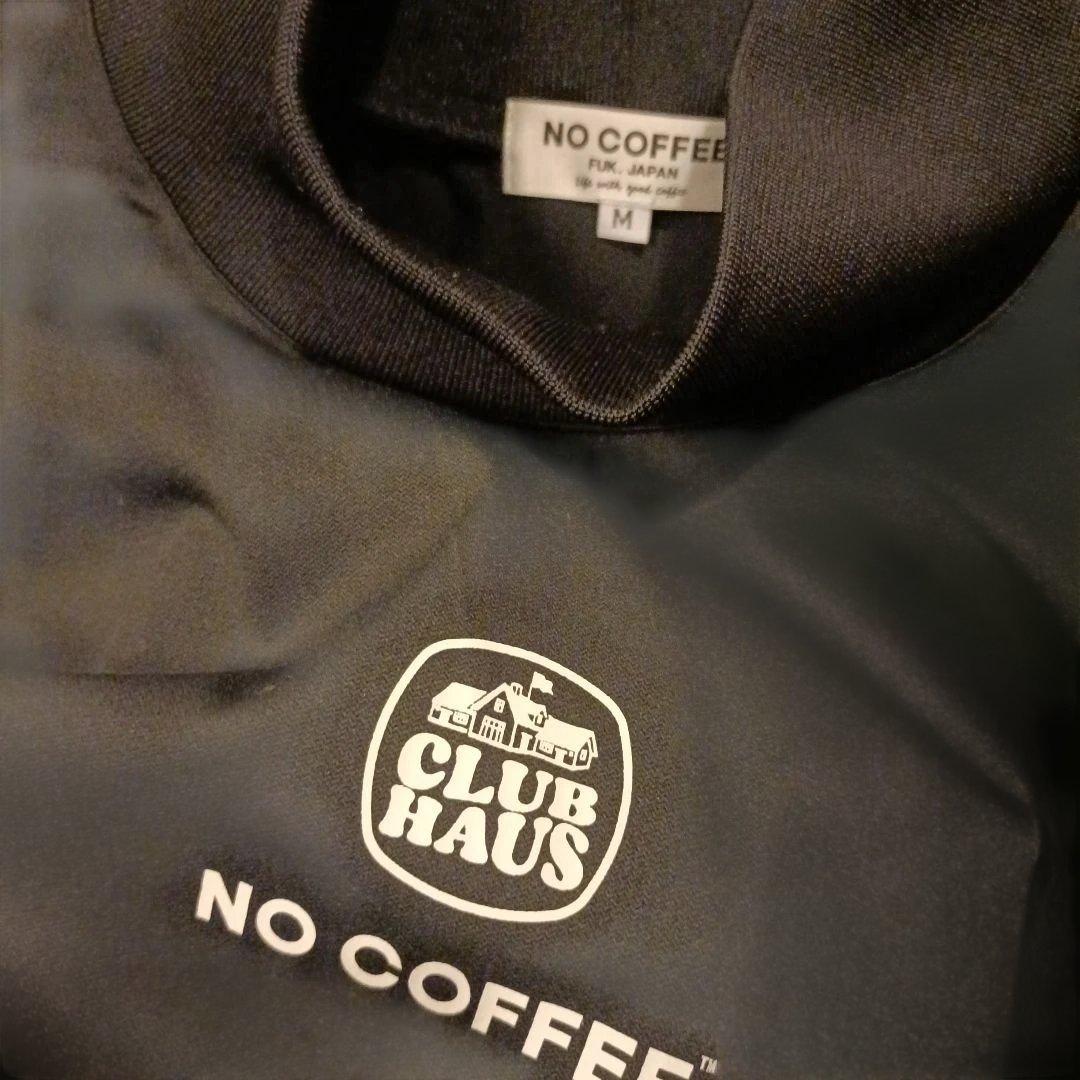 NO COFFEE
FUK. JAPAN
life with good coffee
M
CLUB
HAUS
NO COFFEE™